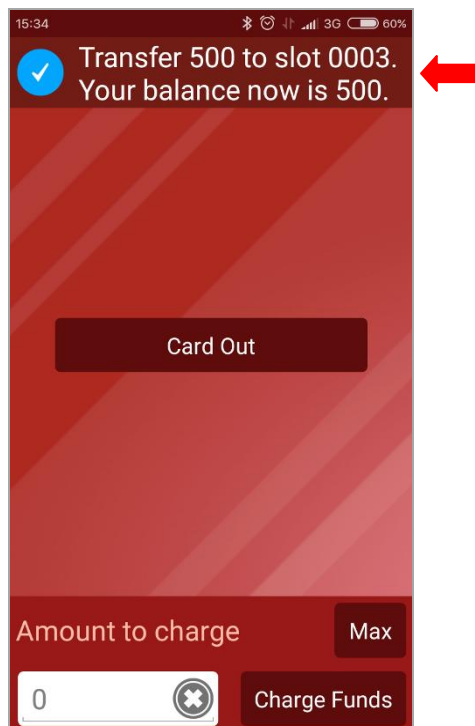 15:34 3G 60%
Transfer 500 to slot 0003.
Your balance now is 500.
Card Out
Amount to charge Max
0 Charge Funds